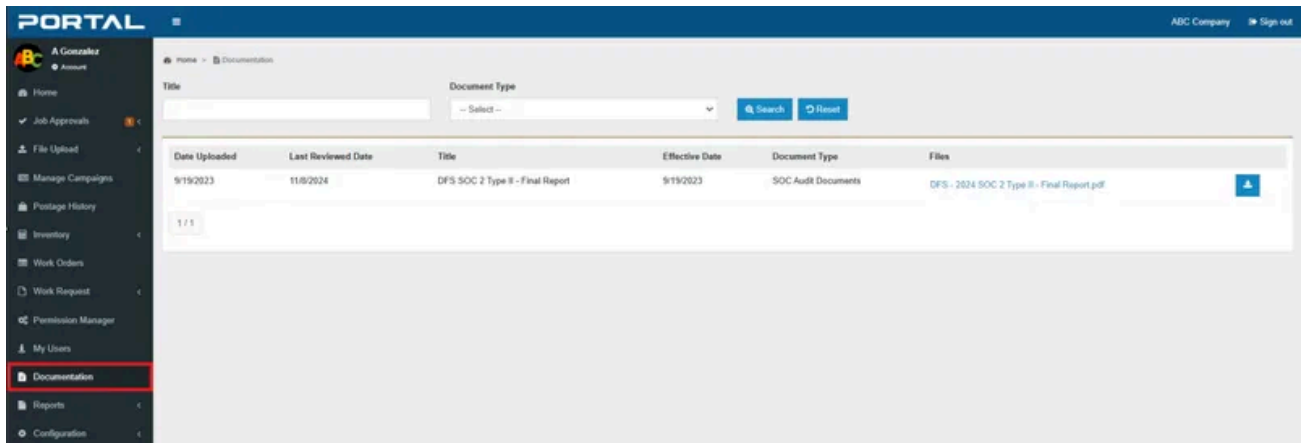 PORTAL
ABC Company Sign out
ABC
A Gonzalez
Account
Home > Documentation
Home
Job Approvals 1
File Upload
Manage Campaigns
Postage History
Inventory
Work Orders
Work Request
Permission Manager
My Users
Documentation
Reports
Configuration
Title Document Type
-- Select --
Search Reset
Date Uploaded Last Reviewed Date Title Effective Date Document Type Files
9/19/2023 11/8/2024 DFS SOC 2 Type II - Final Report 9/19/2023 SOC Audit Documents DFS - 2024 SOC 2 Type II - Final Report.pdf
1 / 1